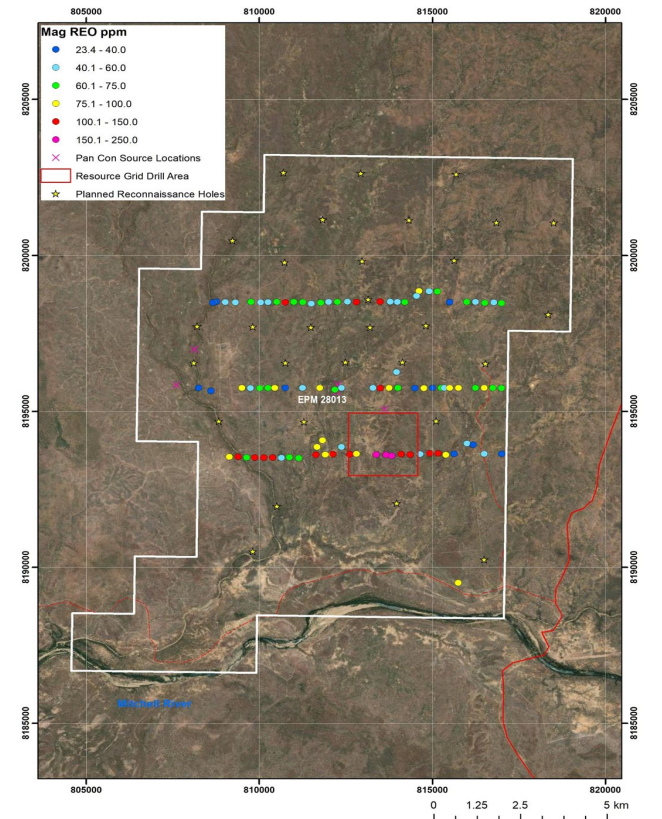 805000 810000 815000 820000
Mag REO ppm
23.4 - 40.0
40.1 - 60.0
60.1 - 75.0
75.1 - 100.0
100.1 - 150.0
150.1 - 250.0
Pan Con Source Locations
Resource Grid Drill Area
Planned Reconnaissance Holes
8205000 8205000
8200000 8200000
8195000 8195000
EPM 28013
8190000 8190000
Mitchell River
8185000 8185000
805000 810000 815000 820000
0 1.25 2.5 5 km